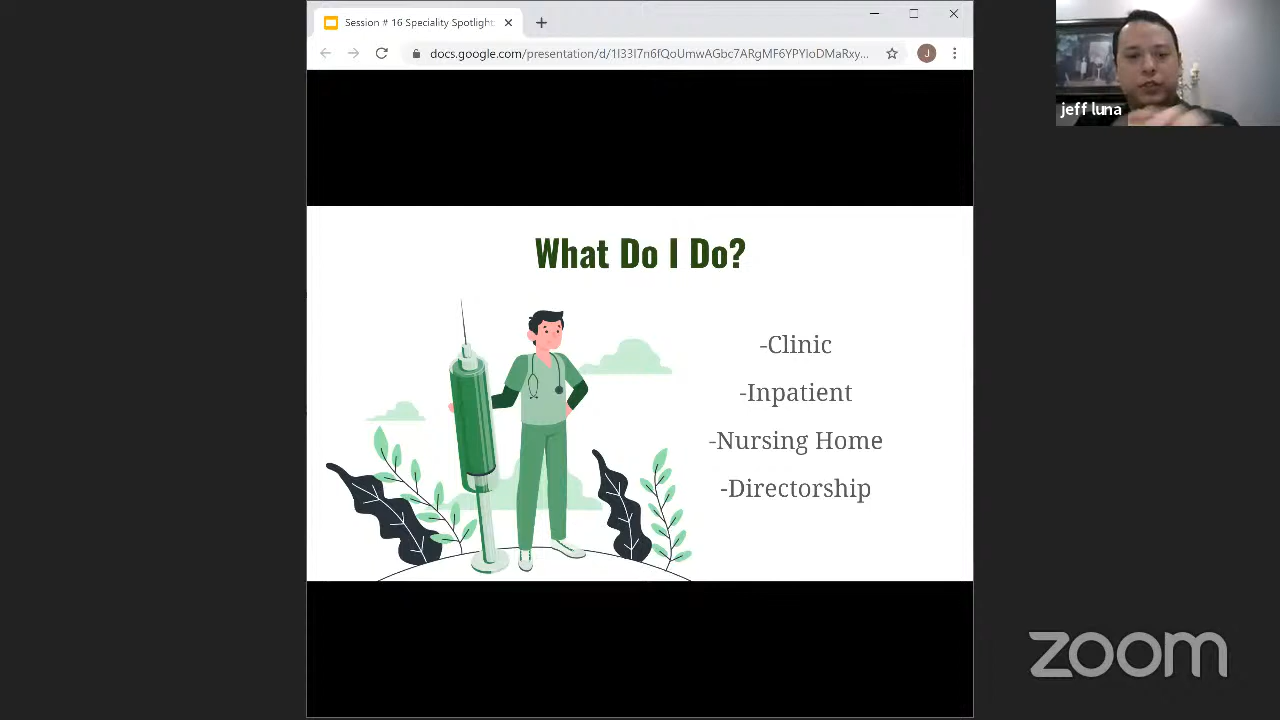 Session # 16 Speciality Spotlight:
docs.google.com/presentation/d/1l33I7n6fQoUmwAGbc7ARgMF6YPYIoDMaRxy...
J
jeff luna
What Do I Do?
-Clinic
-Inpatient
-Nursing Home
-Directorship
zoom